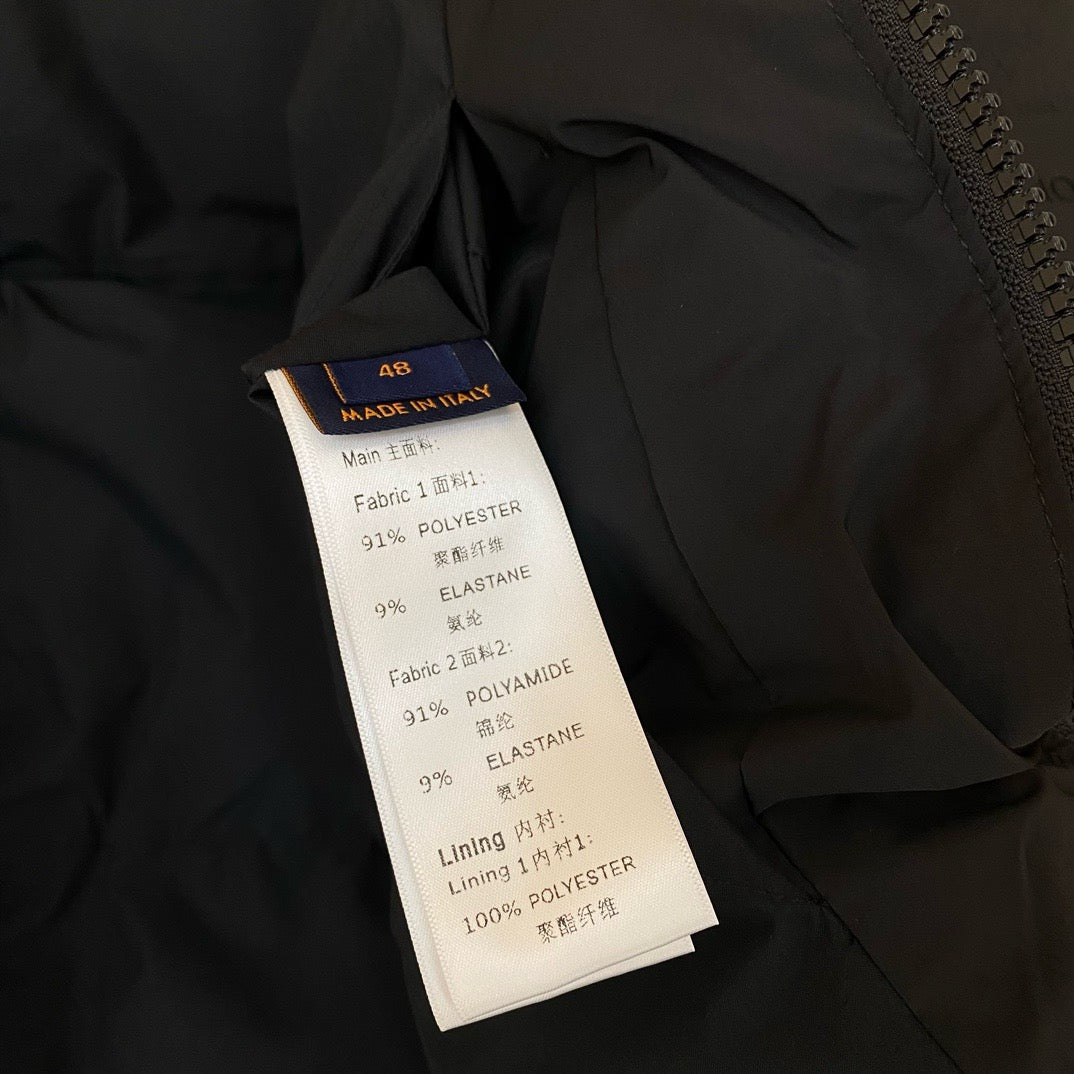 48
MADE IN ITALY
Main 主面料:
Fabric 1 面料1:
91% POLYESTER
聚酯纤维
9% ELASTANE
氨纶
Fabric 2 面料2:
91% POLYAMIDE
锦纶
9% ELASTANE
氨纶
Lining 内衬:
Lining 1 内衬1:
100% POLYESTER
聚酯纤维